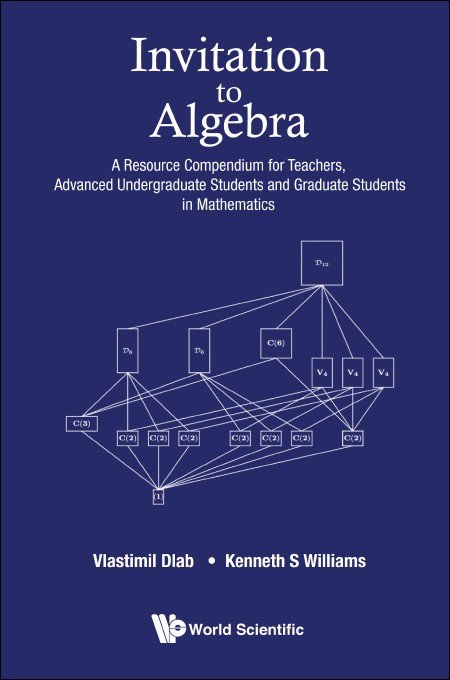 Invitation
to
Algebra
A Resource Compendium for Teachers,
Advanced Undergraduate Students and Graduate Students
in Mathematics
𝒟₁₂
𝒟₆ 𝒟₆ C(6)
V₄ V₄ V₄
C(3)
C(2) C(2) C(2) C(2) C(2) C(2) C(2)
(1)
Vlastimil Dlab • Kenneth S Williams
World Scientific